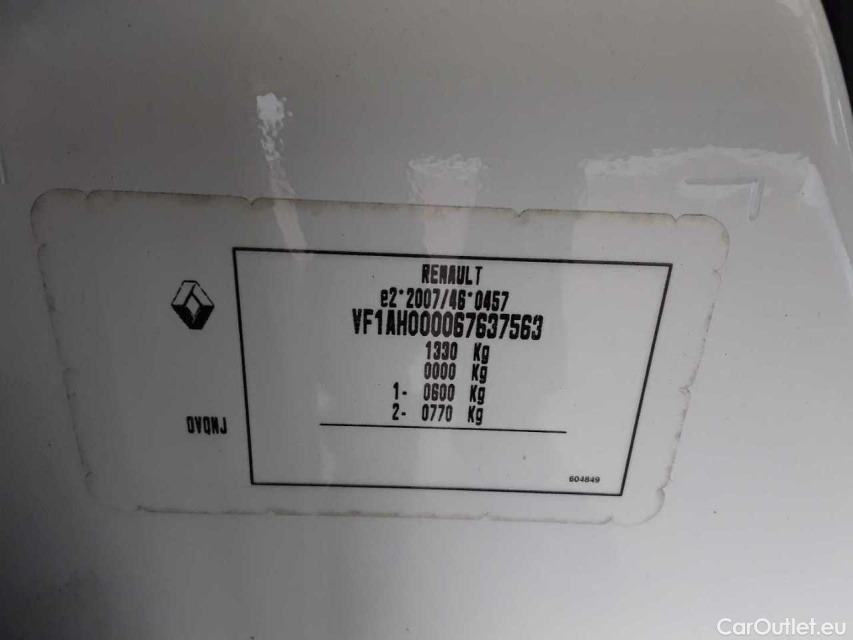 RENAULT
e2*2007/46*0457
VF1AH000067637563
1330 Kg
0000 Kg
1- 0600 Kg
2- 0770 Kg
OVQNJ
604849
CarOutlet.eu